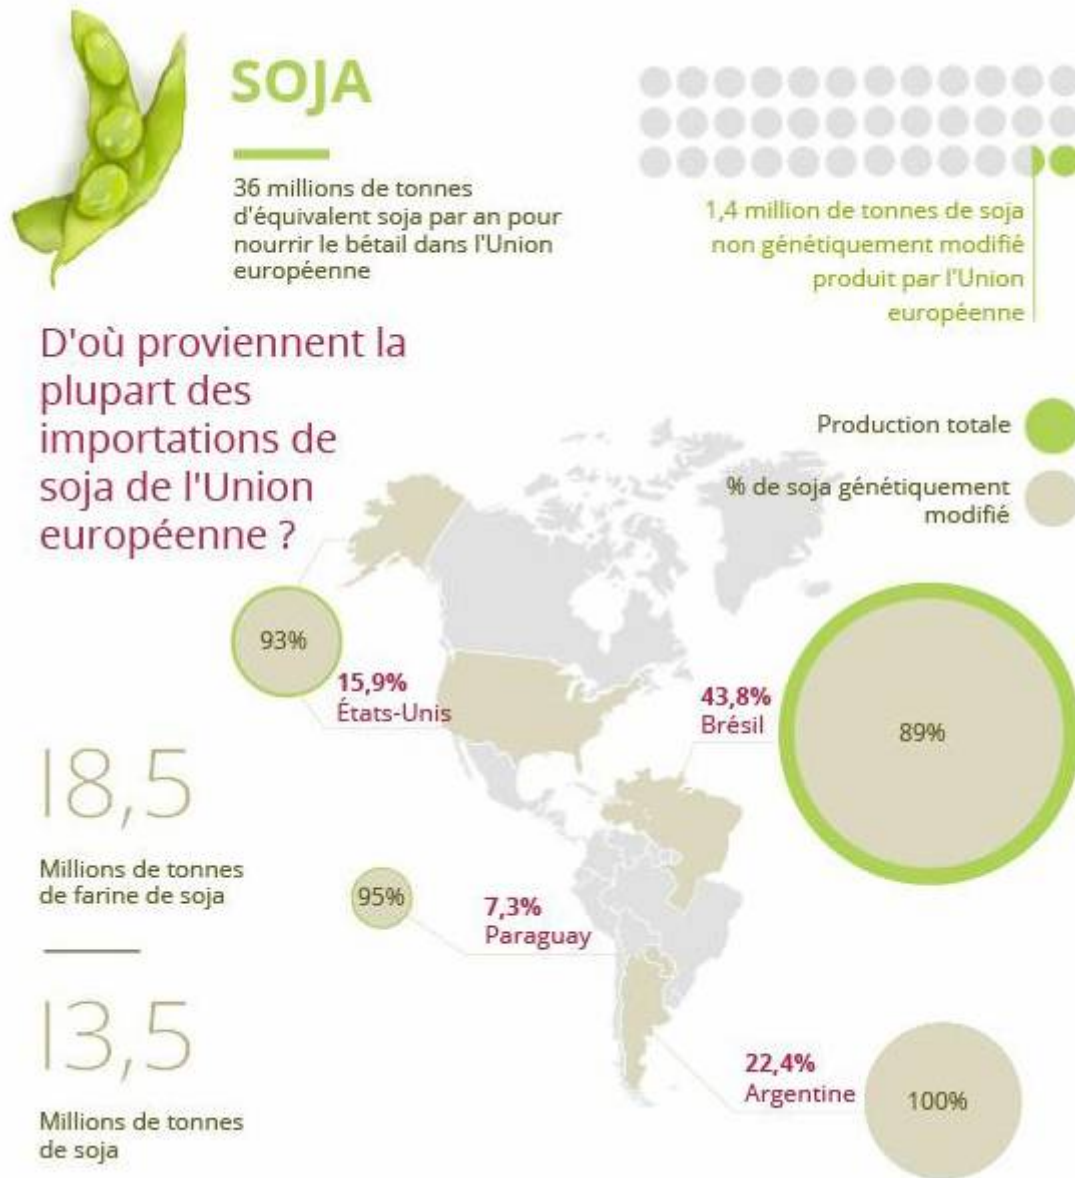 SOJA
36 millions de tonnes
d'équivalent soja par an pour
nourrir le bétail dans l'Union
européenne
1,4 million de tonnes de soja
non génétiquement modifié
produit par l'Union
européenne
D'où proviennent la
plupart des
importations de
soja de l'Union
européenne ?
Production totale
% de soja génétiquement
modifié
93%
15,9%
États-Unis
43,8%
Brésil
89%
18,5
Millions de tonnes
de farine de soja
95%
7,3%
Paraguay
13,5
Millions de tonnes
de soja
22,4%
Argentine
100%